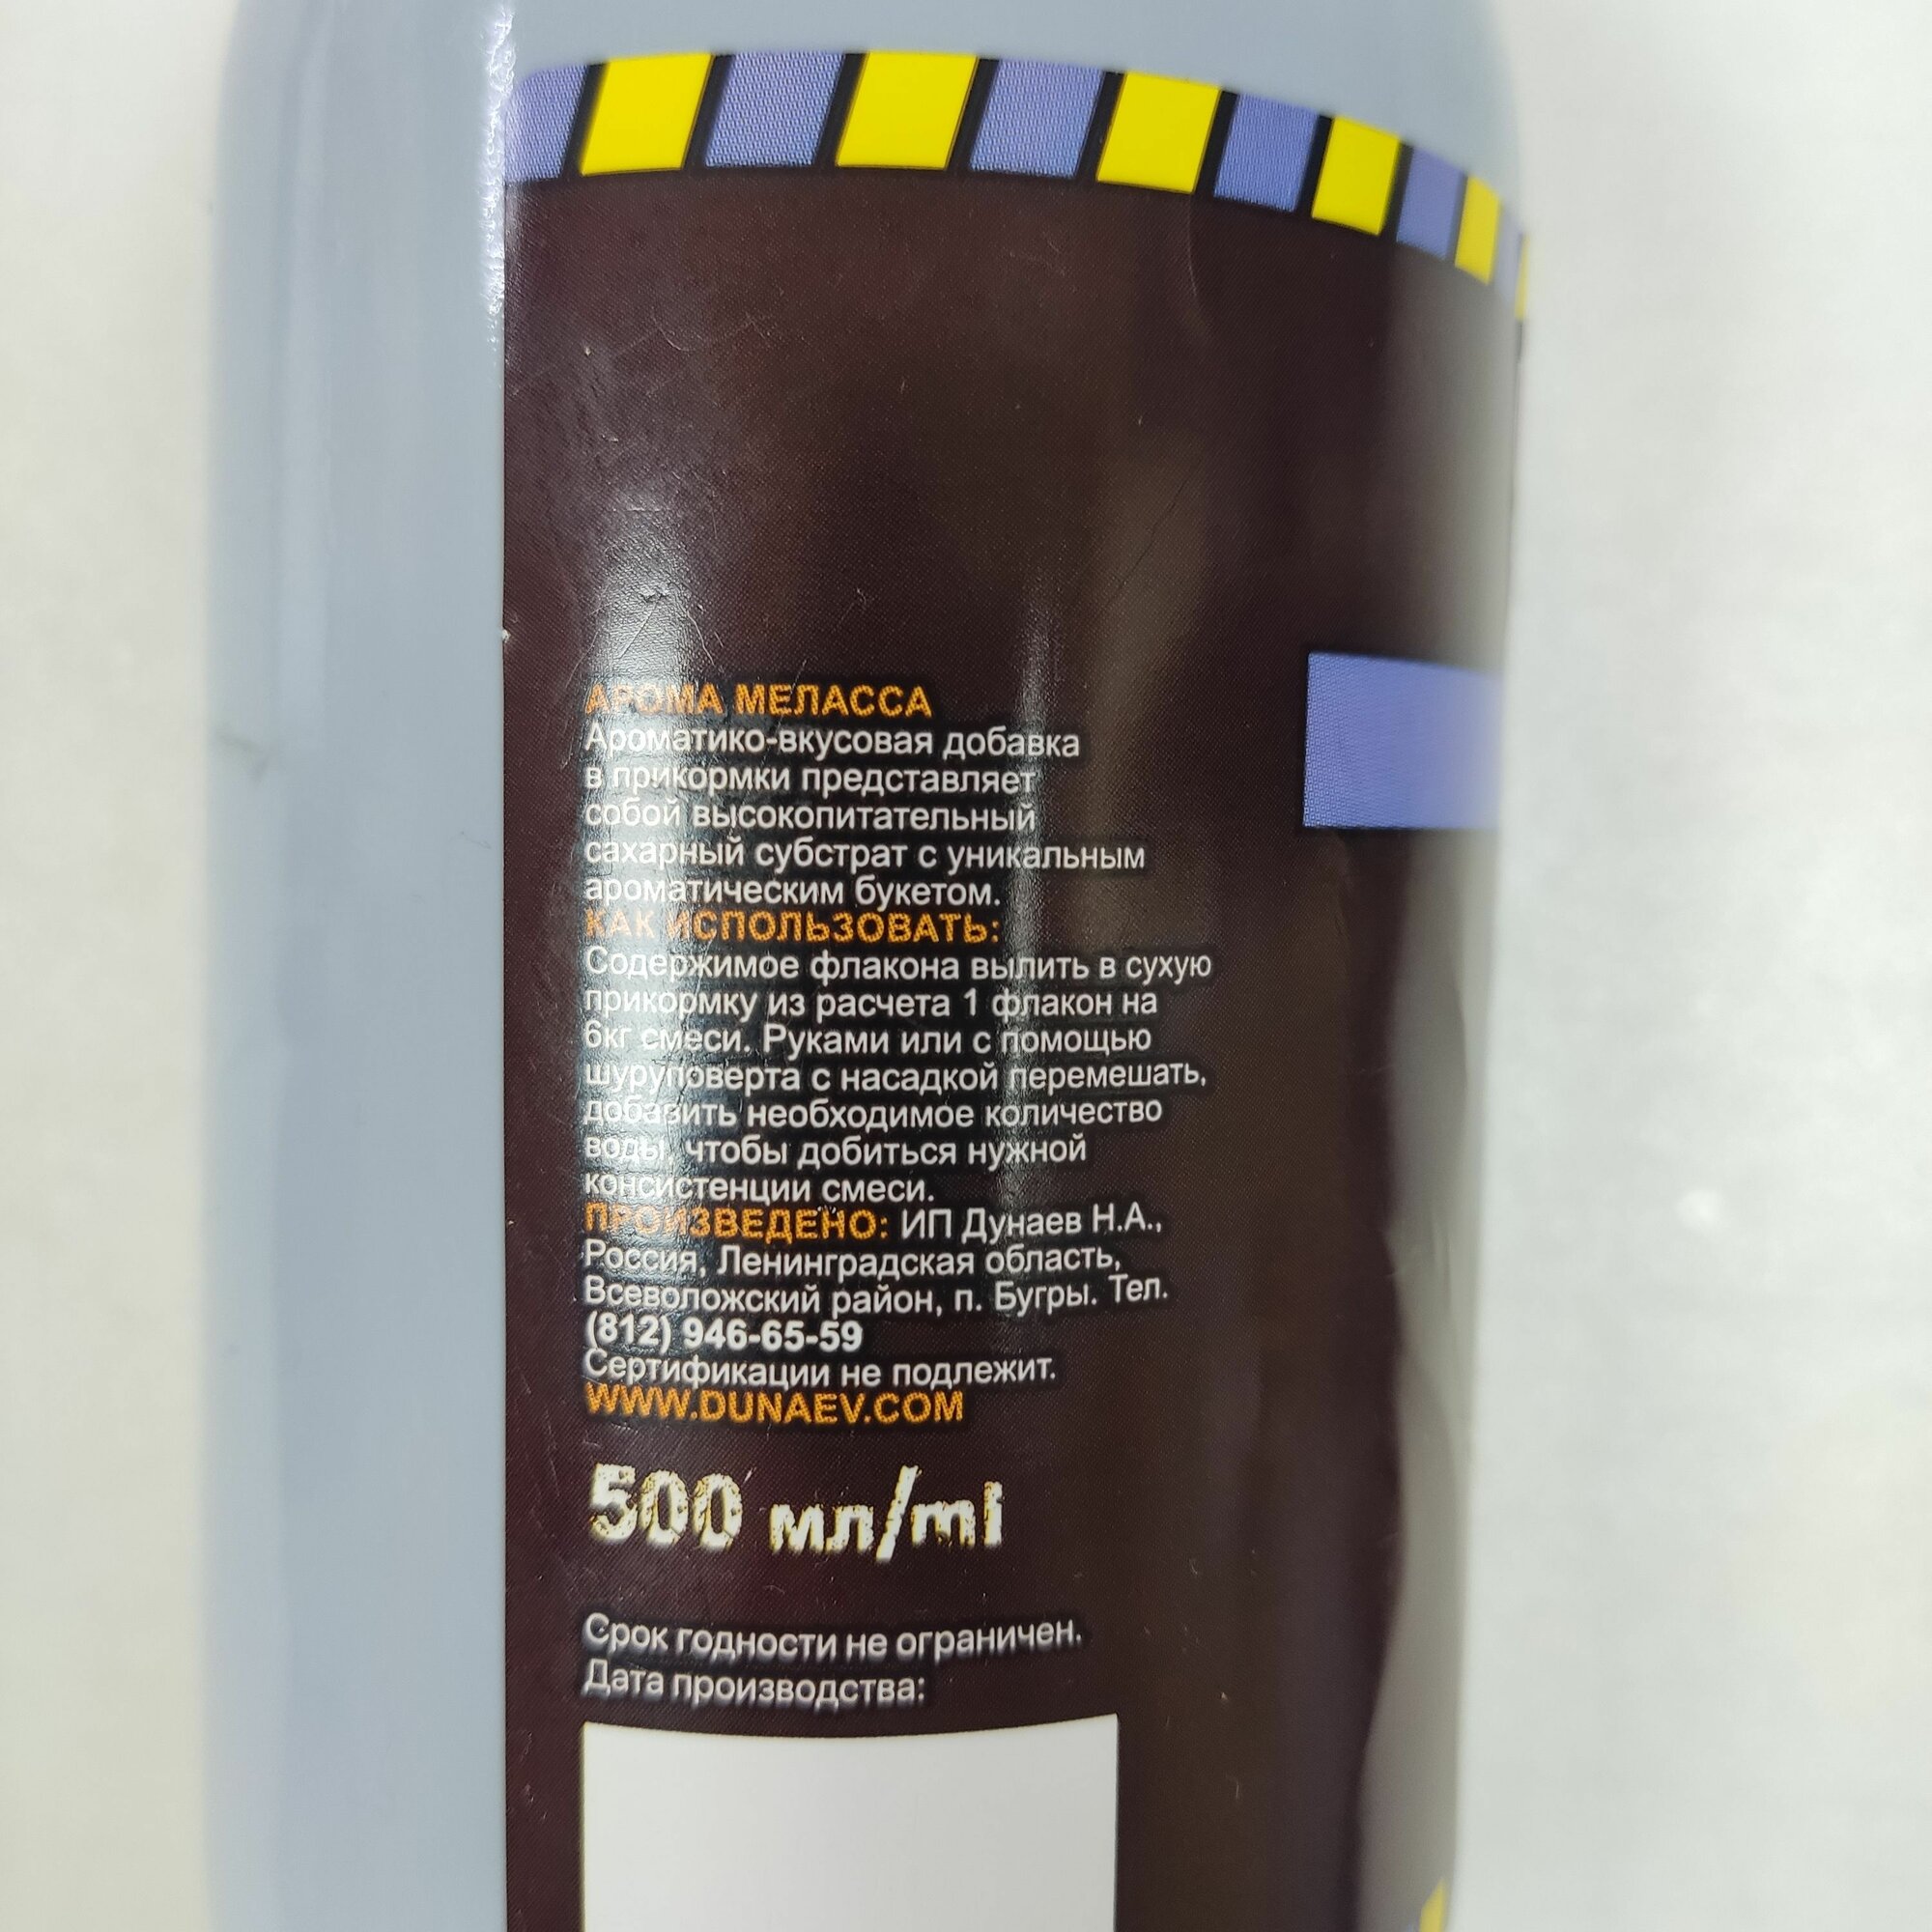 АРОМА МЕЛАССА
Ароматико-вкусовая добавка
в прикормки представляет
собой высокопитательный
сахарный субстрат с уникальным
ароматическим букетом.
КАК ИСПОЛЬЗОВАТЬ:
Содержимое флакона вылить в сухую
прикормку из расчета 1 флакон на
6кг смеси. Руками или с помощью
шуруповерта с насадкой перемешать,
добавить необходимое количество
воды, чтобы добиться нужной
консистенции смеси.
ПРОИЗВЕДЕНО: ИП Дунаев Н.А.,
Россия, Ленинградская область,
Всеволожский район, п. Бугры. Тел.
(812) 946-65-59
Сертификации не подлежит.
WWW.DUNAEV.COM
500 мл/ml
Срок годности не ограничен.
Дата производства: